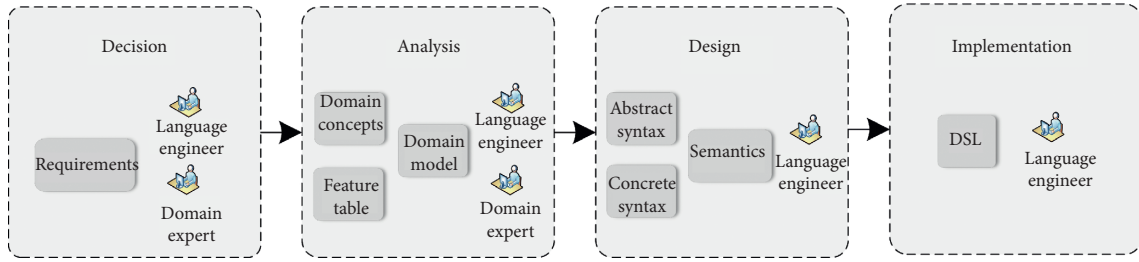 Decision
Requirements
Language
engineer
Domain
expert
Analysis
Domain
concepts
Feature
table
Domain
model
Language
engineer
Domain
expert
Design
Abstract
syntax
Concrete
syntax
Semantics
Language
engineer
Implementation
DSL
Language
engineer